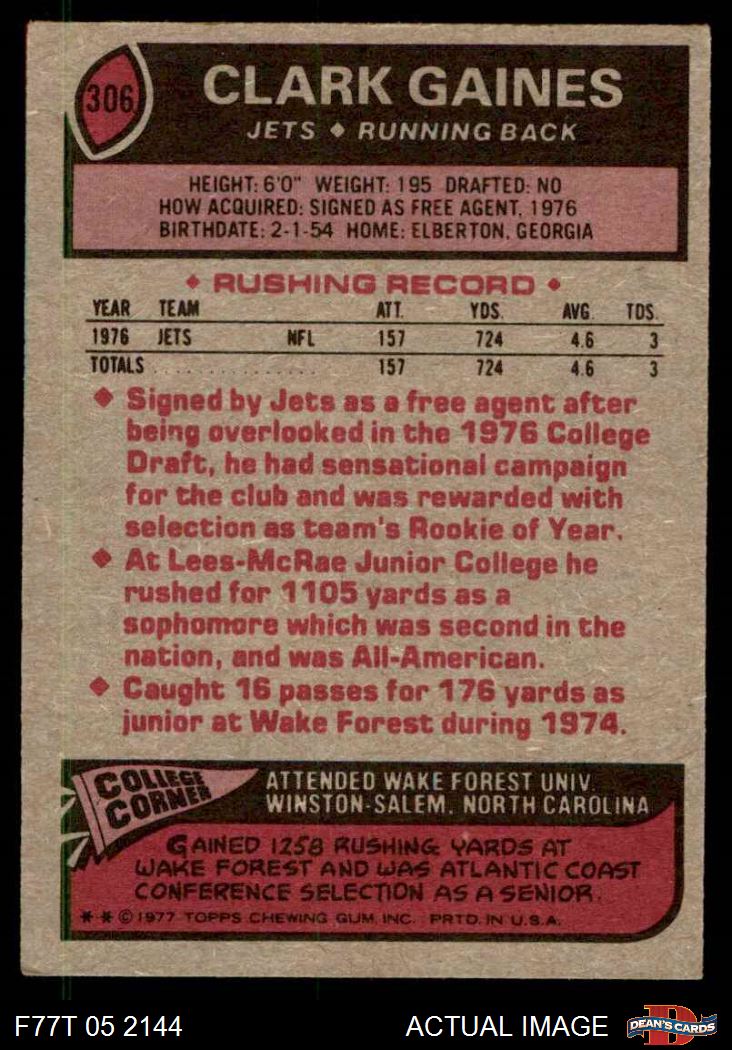 306
CLARK GAINES
JETS ♦ RUNNING BACK
HEIGHT: 6'0" WEIGHT: 195 DRAFTED: NO
HOW ACQUIRED: SIGNED AS FREE AGENT, 1976
BIRTHDATE: 2-1-54 HOME: ELBERTON, GEORGIA
♦ RUSHING RECORD ♦
YEAR TEAM ATT. YDS. AVG. TDS.
1976 JETS NFL 157 724 4.6 3
TOTALS . . . . . . . . . . . . . . . 157 724 4.6 3
♦ Signed by Jets as a free agent after
being overlooked in the 1976 College
Draft, he had sensational campaign
for the club and was rewarded with
selection as team's Rookie of Year.
♦ At Lees-McRae Junior College he
rushed for 1105 yards as a
sophomore which was second in the
nation, and was All-American.
♦ Caught 16 passes for 176 yards as
junior at Wake Forest during 1974.
COLLEGE
CORNER
ATTENDED WAKE FOREST UNIV.
WINSTON-SALEM, NORTH CAROLINA
GAINED 1258 RUSHING YARDS AT
WAKE FOREST AND WAS ATLANTIC COAST
CONFERENCE SELECTION AS A SENIOR.
* * © 1977 TOPPS CHEWING GUM, INC. PRTD. IN U.S.A.
F77T 05 2144
ACTUAL IMAGE
D
DEAN'S CARDS